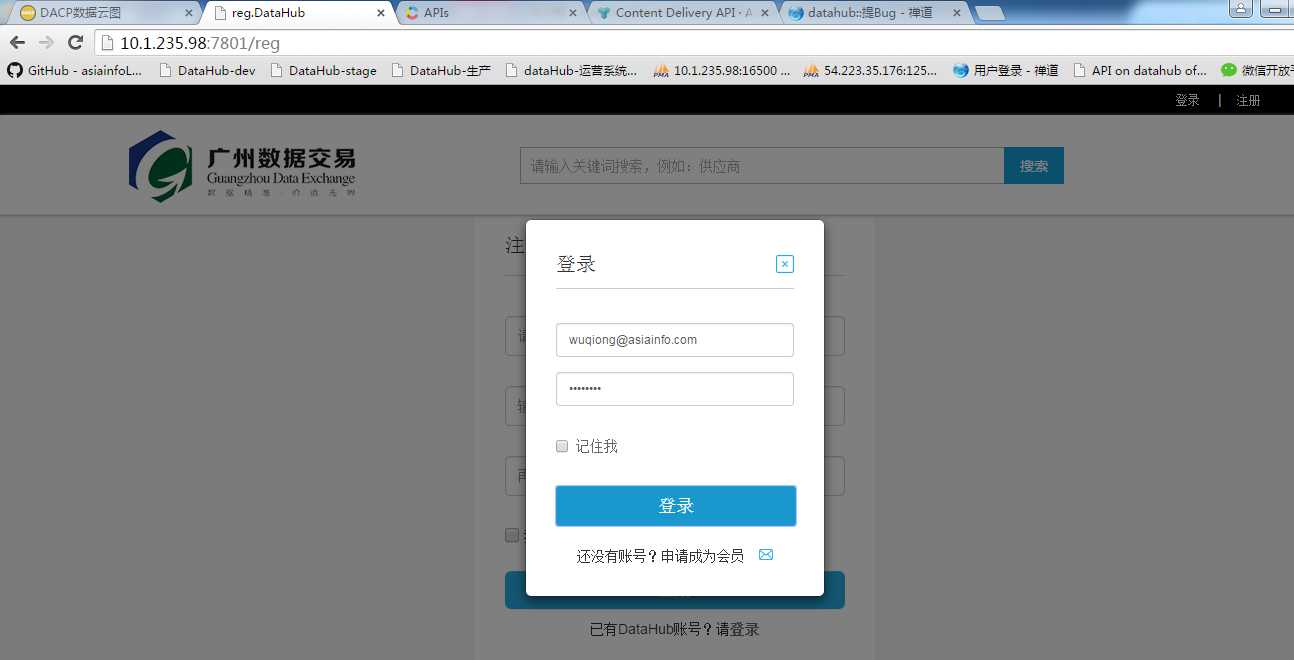 DACP数据云图
reg.DataHub
APIs
Content Delivery API · A
datahub::提Bug - 禅道
10.1.235.98:7801/reg
GitHub - asiainfoL...
DataHub-dev
DataHub-stage
DataHub-生产
dataHub-运营系统...
10.1.235.98:16500 ...
54.223.35.176:125...
用户登录 - 禅道
API on datahub of...
微信开放平
登录 | 注册
广州数据交易
Guangzhou Data Exchange
数 据 精 准 · 价 值 无 界
请输入关键词搜索，例如：供应商
搜索
注
登录
请
wuqiong@asiainfo.com
输
••••••••
记住我
再
登录
还没有账号？申请成为会员
已有DataHub账号？请登录